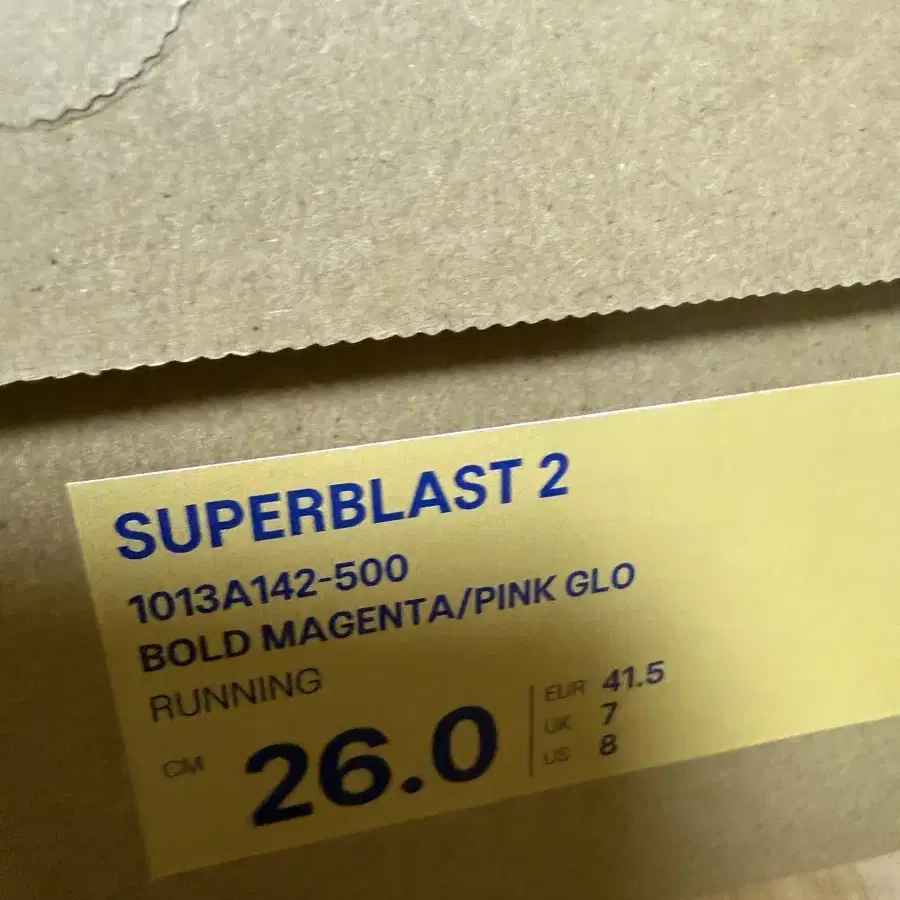 SUPERBLAST 2
1013A142-500
BOLD MAGENTA/PINK GLO
RUNNING
CM 26.0
EUR 41.5
UK 7
US 8